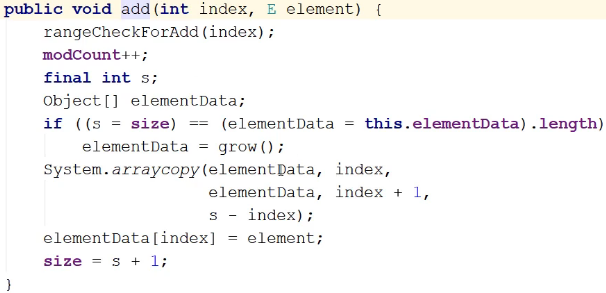 public void add(int index, E element) {
    rangeCheckForAdd(index);
    modCount++;
    final int s;
    Object[] elementData;
    if ((s = size) == (elementData = this.elementData).length)
        elementData = grow();
    System.arraycopy(elementData, index,
                     elementData, index + 1,
                     s - index);
    elementData[index] = element;
    size = s + 1;
}